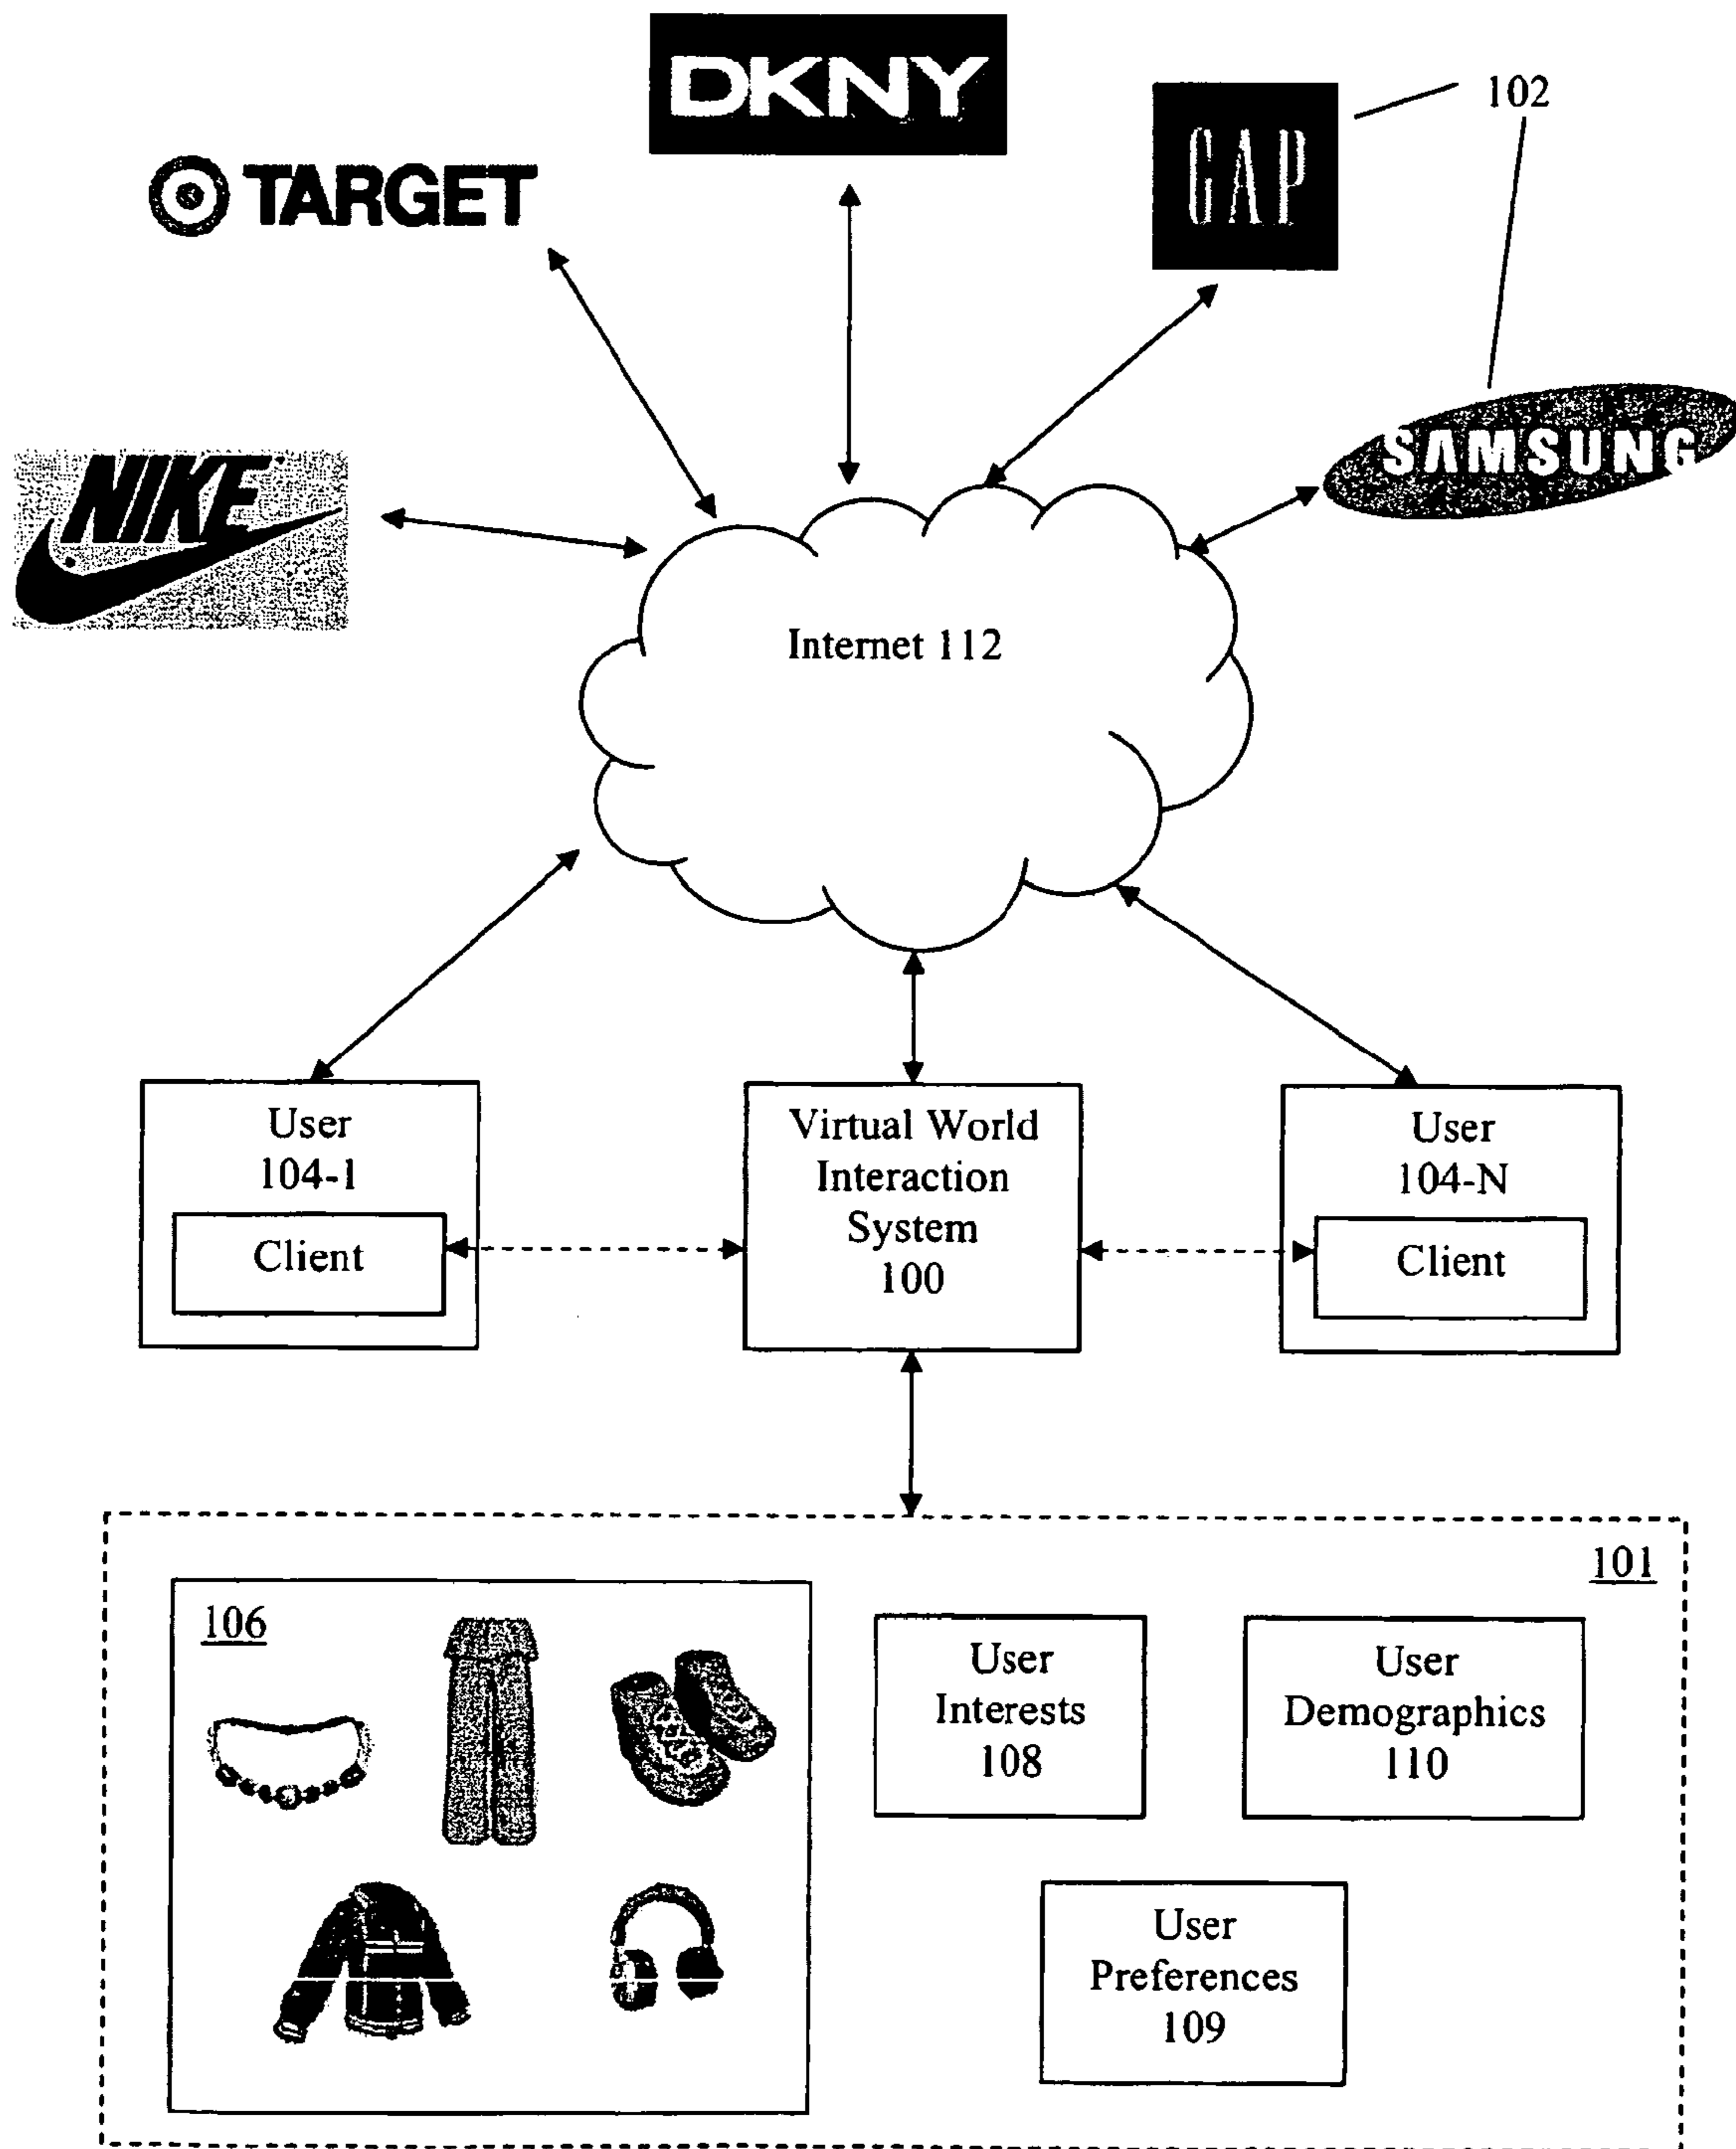 DKNY
102
GAP
TARGET
SAMSUNG
NIKE
Internet 112
User
104-1
Client
Virtual World
Interaction
System
100
User
104-N
Client
101
106
User
Interests
108
User
Demographics
110
User
Preferences
109